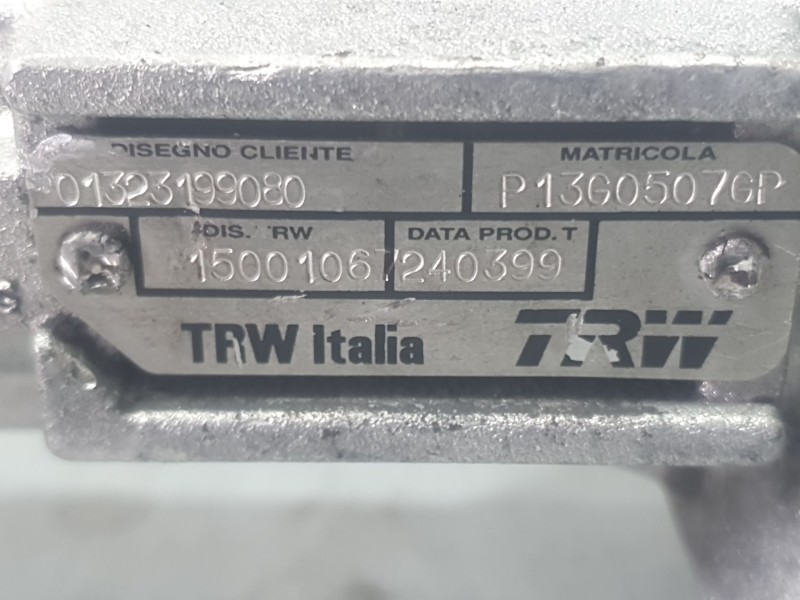 DISEGNO CLIENTE MATRICOLA
01323199080 P13G0507GP
DIS. TRW DATA PROD. T
15001067 240399
TRW Italia TRW